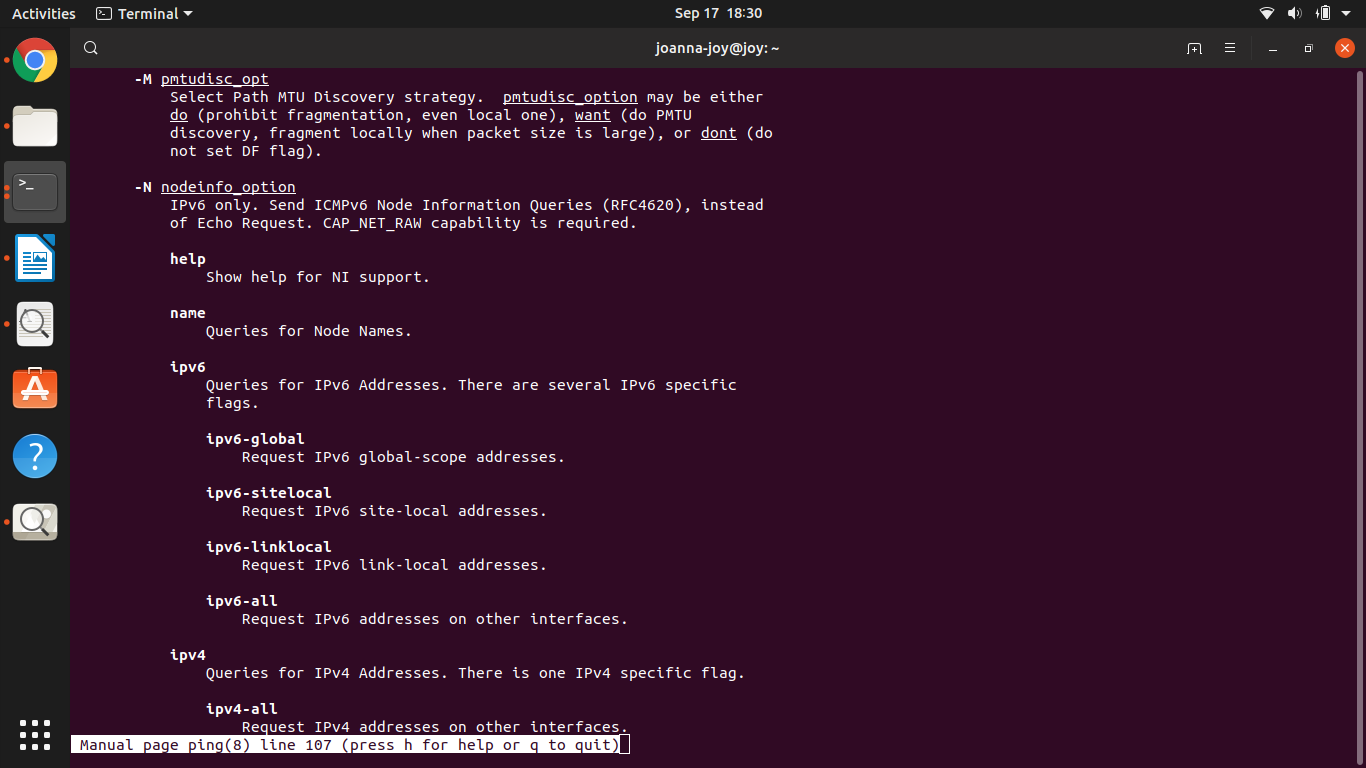 Activities Terminal Sep 17 18:30
joanna-joy@joy: ~
-M pmtudisc_opt
Select Path MTU Discovery strategy. pmtudisc_option may be either
do (prohibit fragmentation, even local one), want (do PMTU
discovery, fragment locally when packet size is large), or dont (do
not set DF flag).
-N nodeinfo_option
IPv6 only. Send ICMPv6 Node Information Queries (RFC4620), instead
of Echo Request. CAP_NET_RAW capability is required.
help
Show help for NI support.
name
Queries for Node Names.
ipv6
Queries for IPv6 Addresses. There are several IPv6 specific
flags.
ipv6-global
Request IPv6 global-scope addresses.
ipv6-sitelocal
Request IPv6 site-local addresses.
ipv6-linklocal
Request IPv6 link-local addresses.
ipv6-all
Request IPv6 addresses on other interfaces.
ipv4
Queries for IPv4 Addresses. There is one IPv4 specific flag.
ipv4-all
Request IPv4 addresses on other interfaces.
Manual page ping(8) line 107 (press h for help or q to quit)